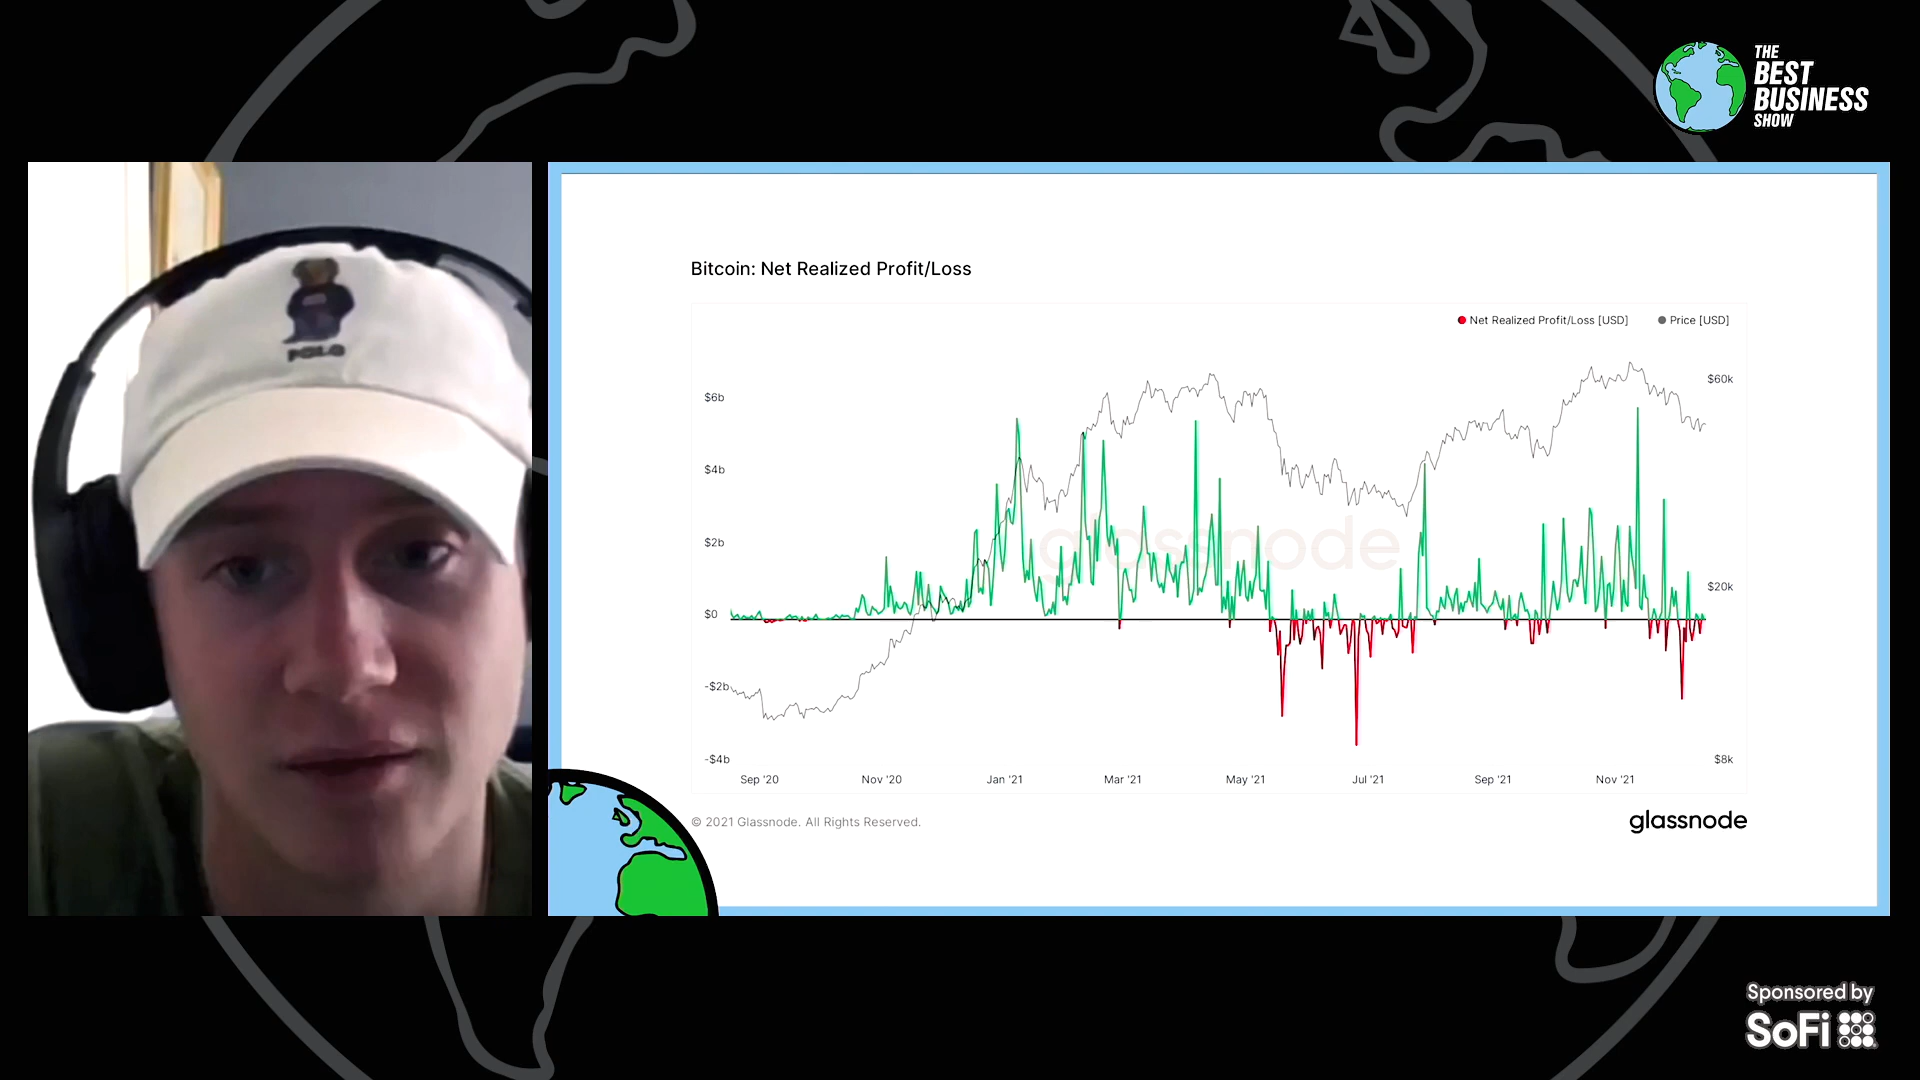 THE
BEST
BUSINESS
SHOW
POLO
Bitcoin: Net Realized Profit/Loss
Net Realized Profit/Loss [USD]
Price [USD]
$6b
$4b
$2b
$0
-$2b
-$4b
$60k
$20k
$8k
glassnode
Sep '20
Nov '20
Jan '21
Mar '21
May '21
Jul '21
Sep '21
Nov '21
© 2021 Glassnode. All Rights Reserved.
glassnode
Sponsored by
SoFi